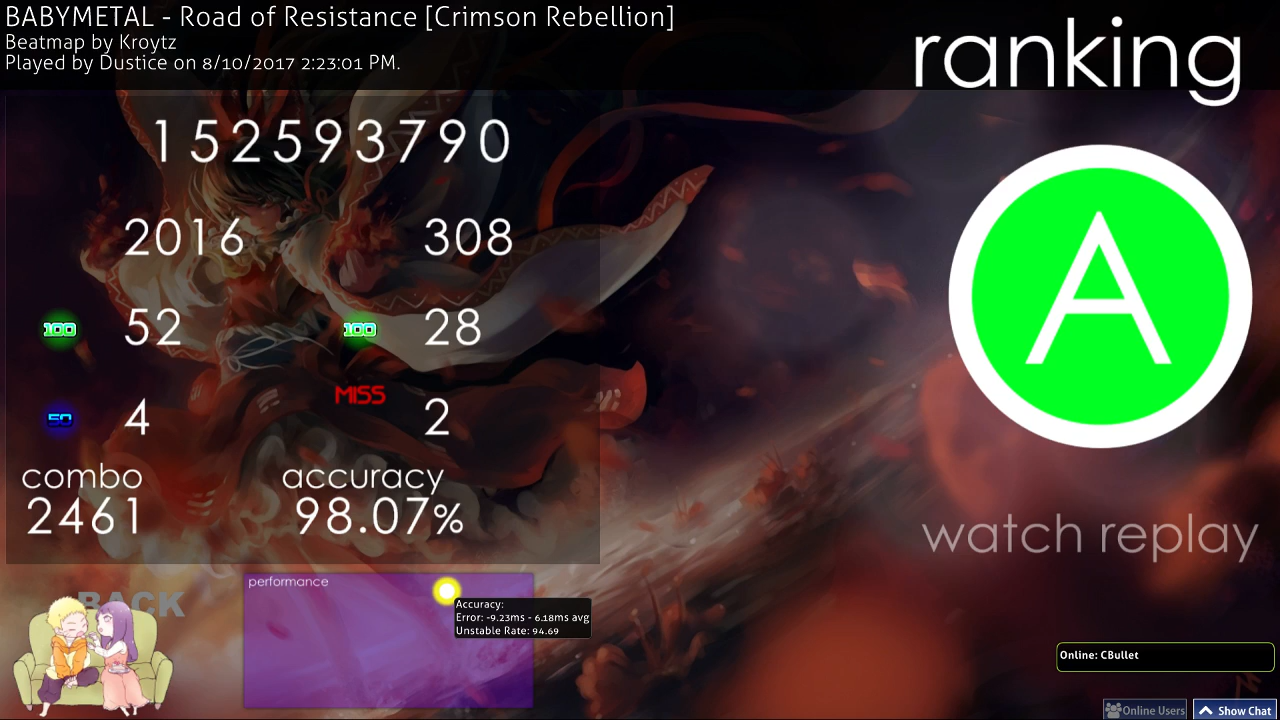 BABYMETAL - Road of Resistance [Crimson Rebellion]
Beatmap by Kroytz
Played by Dustice on 8/10/2017 2:23:01 PM.
ranking
152593790
2016 308
100 52 100 28
50 4 MISS 2
combo accuracy
2461 98.07%
A
watch replay
BACK
performance
Accuracy:
Error: -9.23ms - 6.18ms avg
Unstable Rate: 94.69
Online: CBullet
Online Users Show Chat